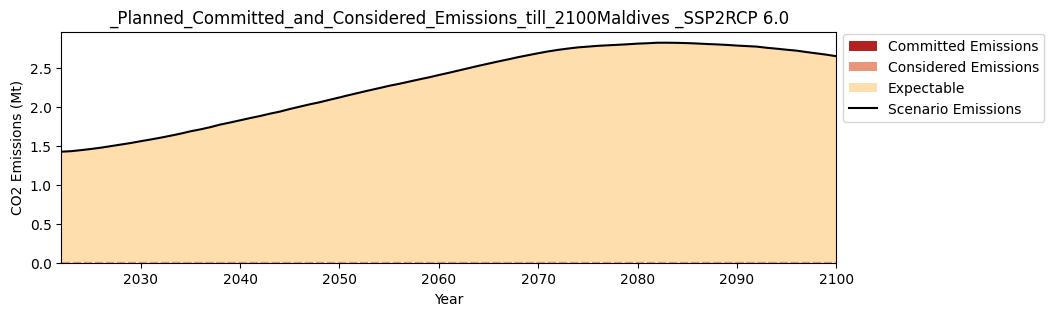 _Planned_Committed_and_Considered_Emissions_till_2100Maldives _SSP2RCP 6.0
CO2 Emissions (Mt)
2.5
2.0
1.5
1.0
0.5
0.0
2030 2040 2050 2060 2070 2080 2090 2100
Year
Committed Emissions
Considered Emissions
Expectable
Scenario Emissions